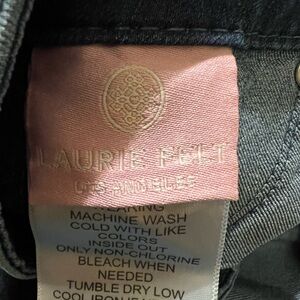 LAURIE FELT
LOS ANGELES
MACHINE WASH
COLD WITH LIKE
COLORS
INSIDE OUT
ONLY NON-CHLORINE
BLEACH WHEN
NEEDED
TUMBLE DRY LOW
COOL IRON